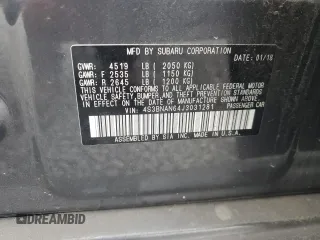 MFD. BY SUBARU CORPORATION
DATE: 01/18
GVWR: 4519 LB ( 2050 KG)
GAWR: F 2535 LB ( 1150 KG)
GAWR: R 2645 LB ( 1200 KG)
THIS VEHICLE CONFORMS TO ALL APPLICABLE FEDERAL MOTOR
VEHICLE SAFETY, BUMPER, AND THEFT PREVENTION STANDARDS
IN EFFECT ON THE DATE OF MANUFACTURE SHOWN ABOVE.
VIN: 4S3BNAN64J3031281 PASSENGER CAR
ASSEMBLED BY SIA MADE IN U.S.A.
DREAMBID